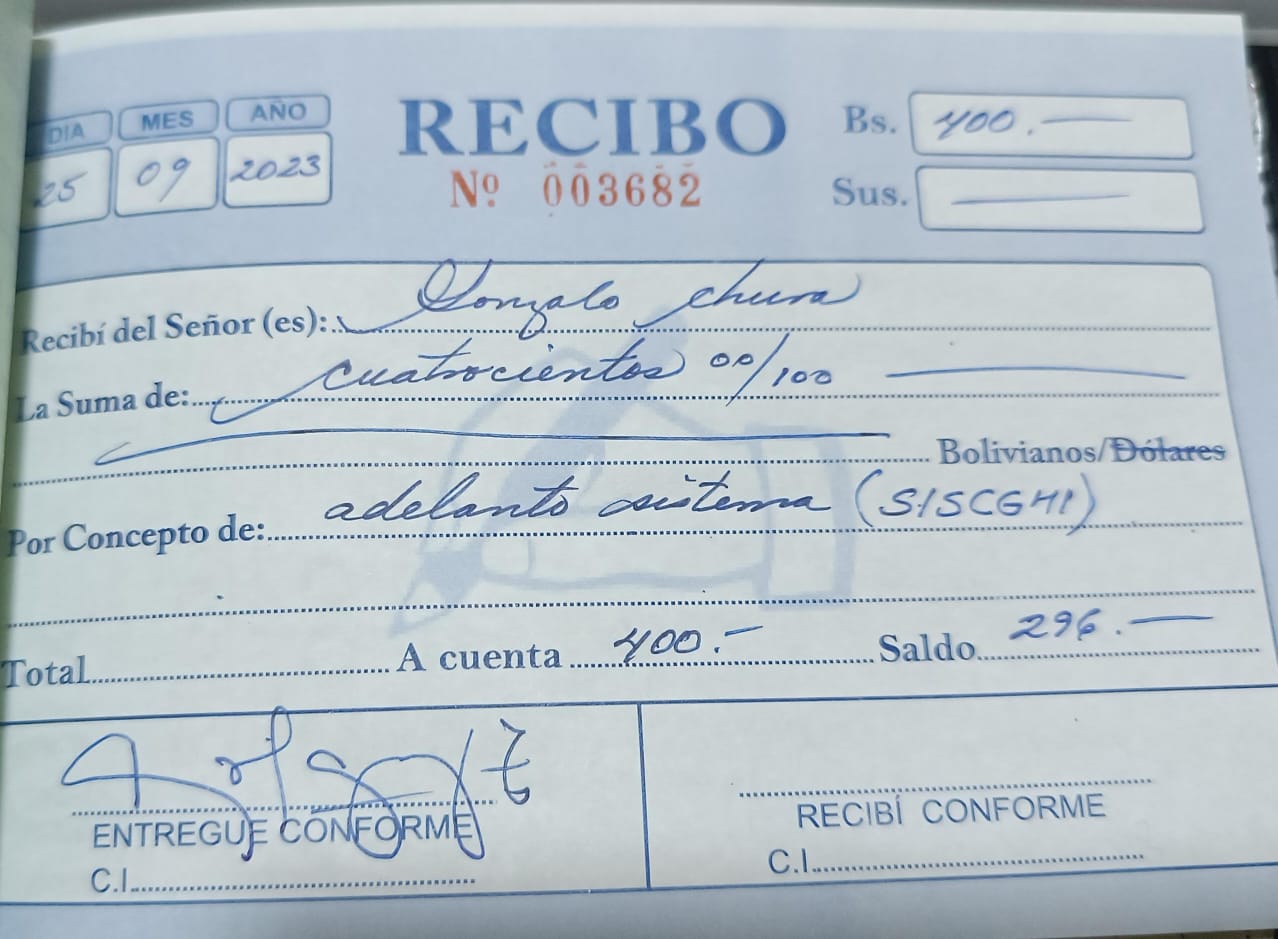 DIA MES AÑO
25 09 2023
RECIBO
Nº 003682
Bs. 400.—
Sus. —
Recibí del Señor (es): Gonzalo Chura
La Suma de: cuatrocientos 00/100
Bolivianos/Dólares
Por Concepto de: adelanto sistema (SISCGHI)
Total A cuenta 400.— Saldo 296.—
ENTREGUE CONFORME
C.I.
RECIBÍ CONFORME
C.I.